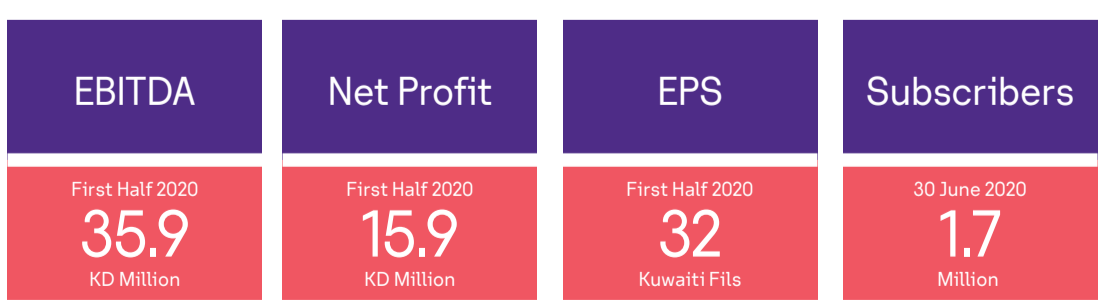 EBITDA
First Half 2020
35.9
KD Million
Net Profit
First Half 2020
15.9
KD Million
EPS
First Half 2020
32
Kuwaiti Fils
Subscribers
30 June 2020
1.7
Million